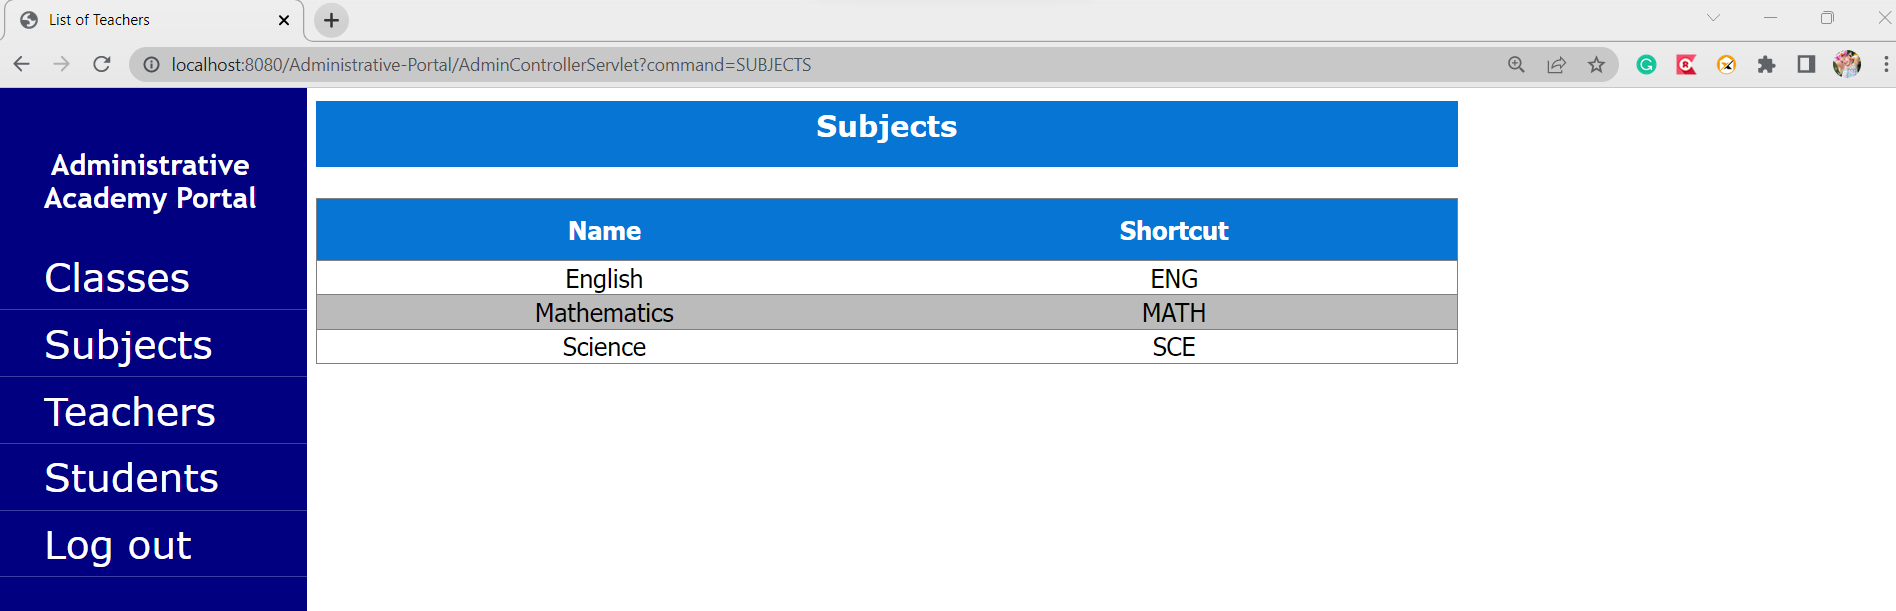 List of Teachers
localhost:8080/Administrative-Portal/AdminControllerServlet?command=SUBJECTS
Administrative
Academy Portal
Classes
Subjects
Teachers
Students
Log out
Subjects
Name Shortcut
English ENG
Mathematics MATH
Science SCE